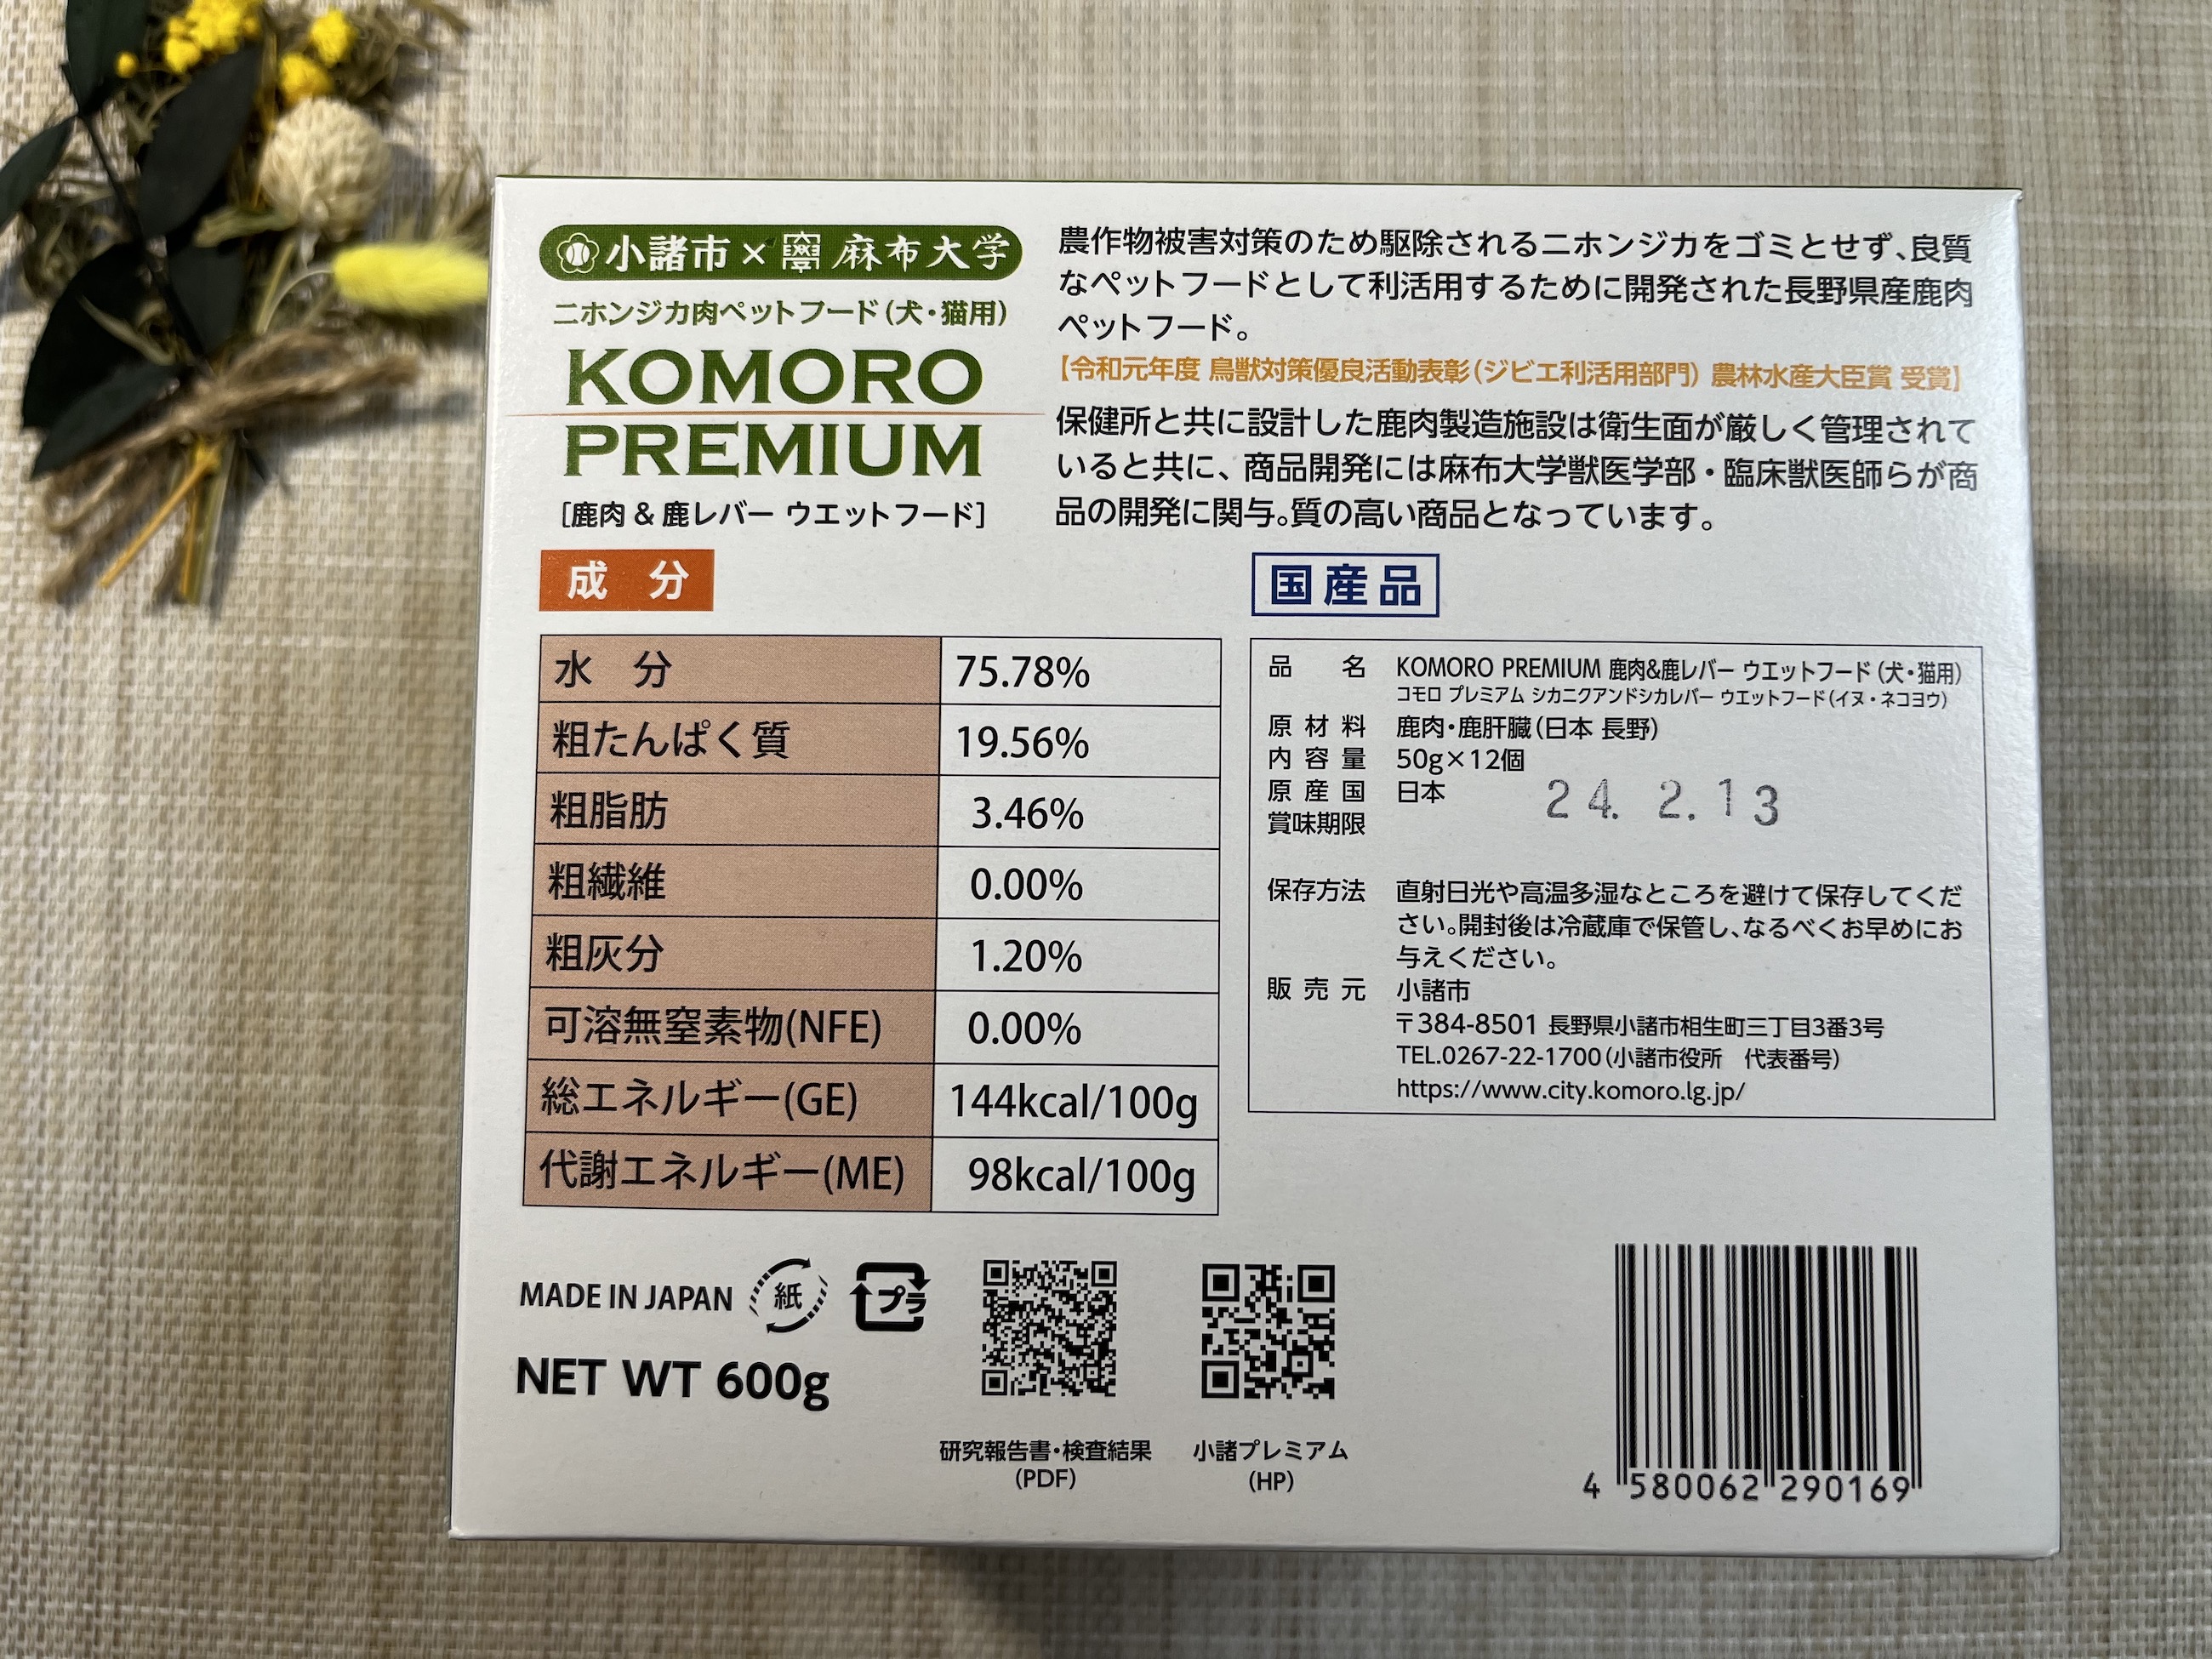 小諸市×麻布大学
ニホンジカ肉ペットフード(犬・猫用)
KOMORO
PREMIUM
[鹿肉 & 鹿レバー ウエットフード]
農作物被害対策のため駆除されるニホンジカをゴミとせず、良質
なペットフードとして利活用するために開発された長野県産鹿肉
ペットフード。
【令和元年度 鳥獣対策優良活動表彰(ジビエ利活用部門) 農林水産大臣賞 受賞】
保健所と共に設計した鹿肉製造施設は衛生面が厳しく管理されて
いると共に、商品開発には麻布大学獣医学部・臨床獣医師らが商
品の開発に関与。質の高い商品となっています。
成 分
水 分 75.78%
粗たんぱく質 19.56%
粗脂肪 3.46%
粗繊維 0.00%
粗灰分 1.20%
可溶無窒素物(NFE) 0.00%
総エネルギー(GE) 144kcal/100g
代謝エネルギー(ME) 98kcal/100g
国産品
品 名 KOMORO PREMIUM 鹿肉&鹿レバー ウエットフード(犬・猫用)
コモロ プレミアム シカニクアンドシカレバー ウエットフード(イヌ・ネコヨウ)
原材料 鹿肉・鹿肝臓(日本 長野)
内容量 50g×12個
原産国 日本
賞味期限 24. 2.13
保存方法 直射日光や高温多湿なところを避けて保存してくだ
さい。開封後は冷蔵庫で保管し、なるべくお早めにお
与えください。
販売元 小諸市
〒384-8501 長野県小諸市相生町三丁目3番3号
TEL.0267-22-1700(小諸市役所 代表番号)
https://www.city.komoro.lg.jp/
MADE IN JAPAN 紙 プラ
NET WT 600g
研究報告書・検査結果
(PDF)
小諸プレミアム
(HP)
4 580062 290169